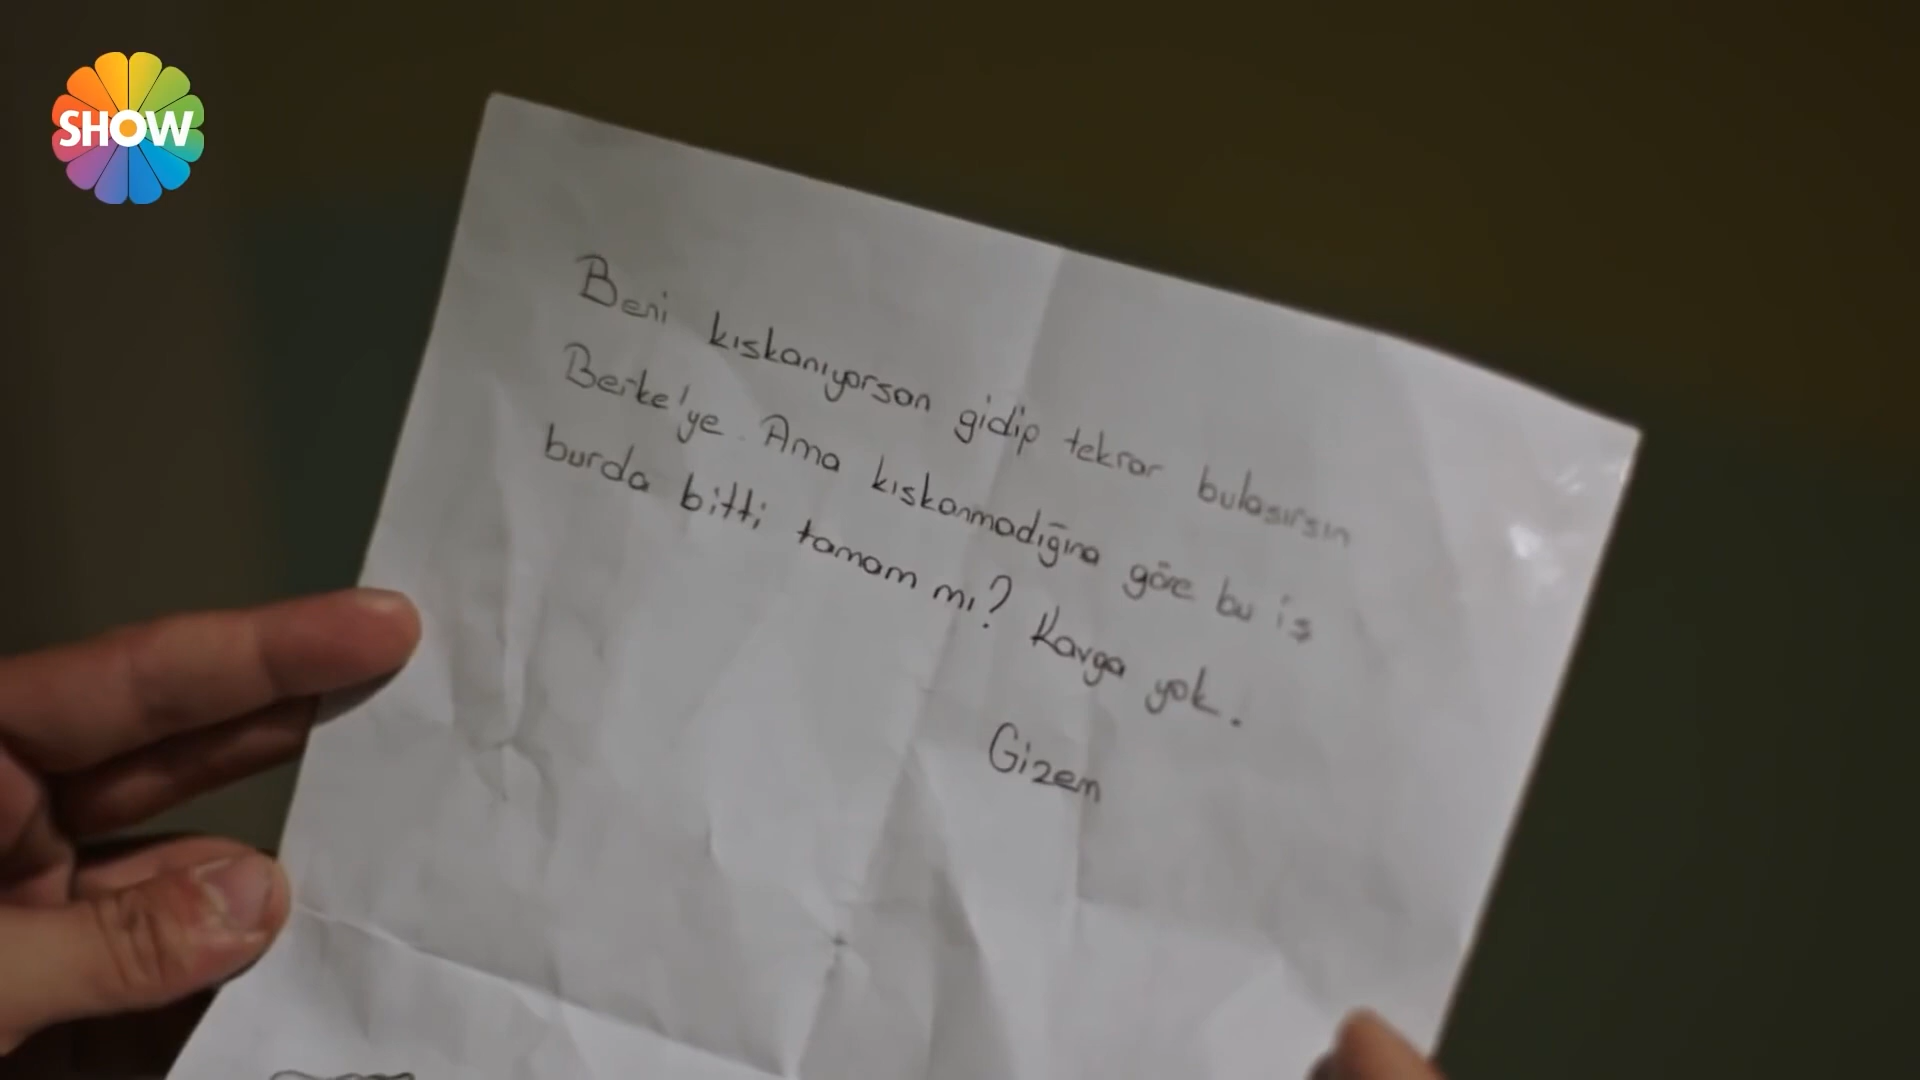 SHOW
Beni kıskanıyorsan gidip tekrar bulaşırsın
Berke'ye. Ama kıskanmadığına göre bu iş
burda bitti tamam mı? Kavga yok.
Gizem